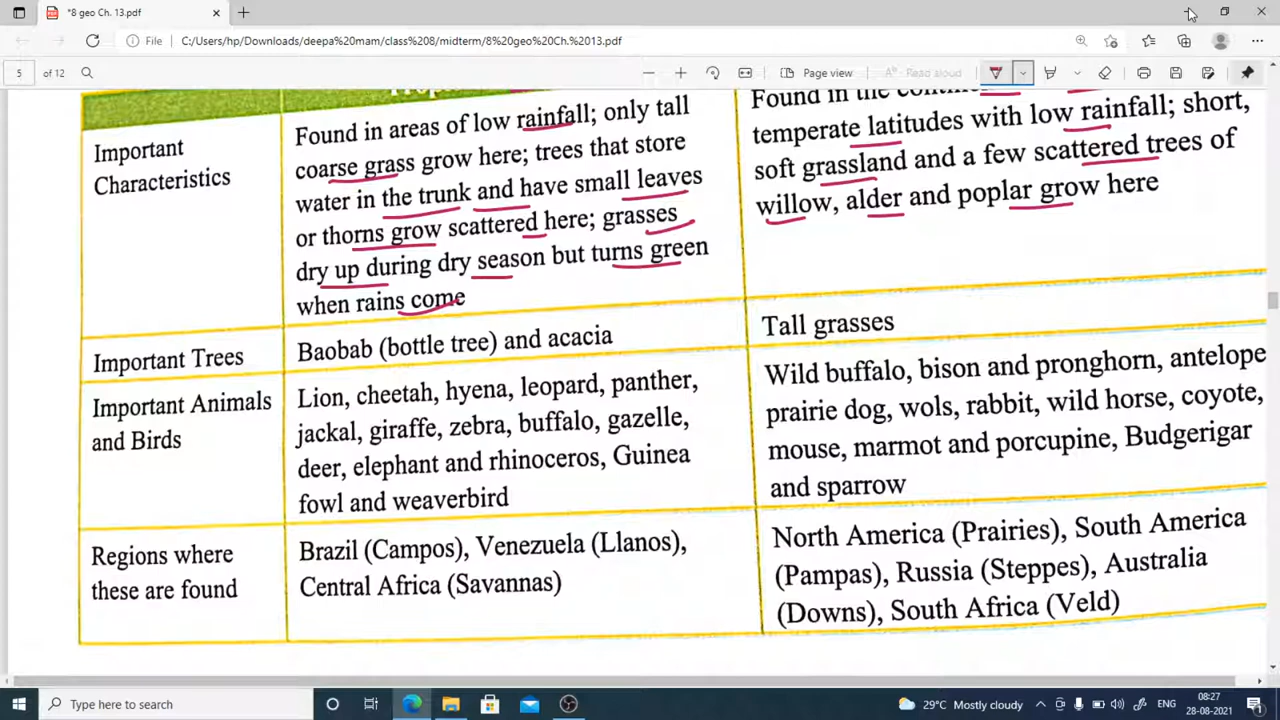 *8 geo Ch. 13.pdf
File C:/Users/hp/Downloads/deepa%20mam/class%208/midterm/8%20geo%20Ch.%2013.pdf
5 of 12 Page view Read aloud
Important
Characteristics
Found in areas of low rainfall; only tall
coarse grass grow here; trees that store
water in the trunk and have small leaves
or thorns grow scattered here; grasses
dry up during dry season but turns green
when rains come
Found in the
temperate latitudes with low rainfall; short,
soft grassland and a few scattered trees of
willow, alder and poplar grow here
Important Trees
Baobab (bottle tree) and acacia
Tall grasses
Important Animals
and Birds
Lion, cheetah, hyena, leopard, panther,
jackal, giraffe, zebra, buffalo, gazelle,
deer, elephant and rhinoceros, Guinea
fowl and weaverbird
Wild buffalo, bison and pronghorn, antelope
prairie dog, wols, rabbit, wild horse, coyote,
mouse, marmot and porcupine, Budgerigar
and sparrow
Regions where
these are found
Brazil (Campos), Venezuela (Llanos),
Central Africa (Savannas)
North America (Prairies), South America
(Pampas), Russia (Steppes), Australia
(Downs), South Africa (Veld)
Type here to search
29°C Mostly cloudy
ENG
08:27
28-08-2021